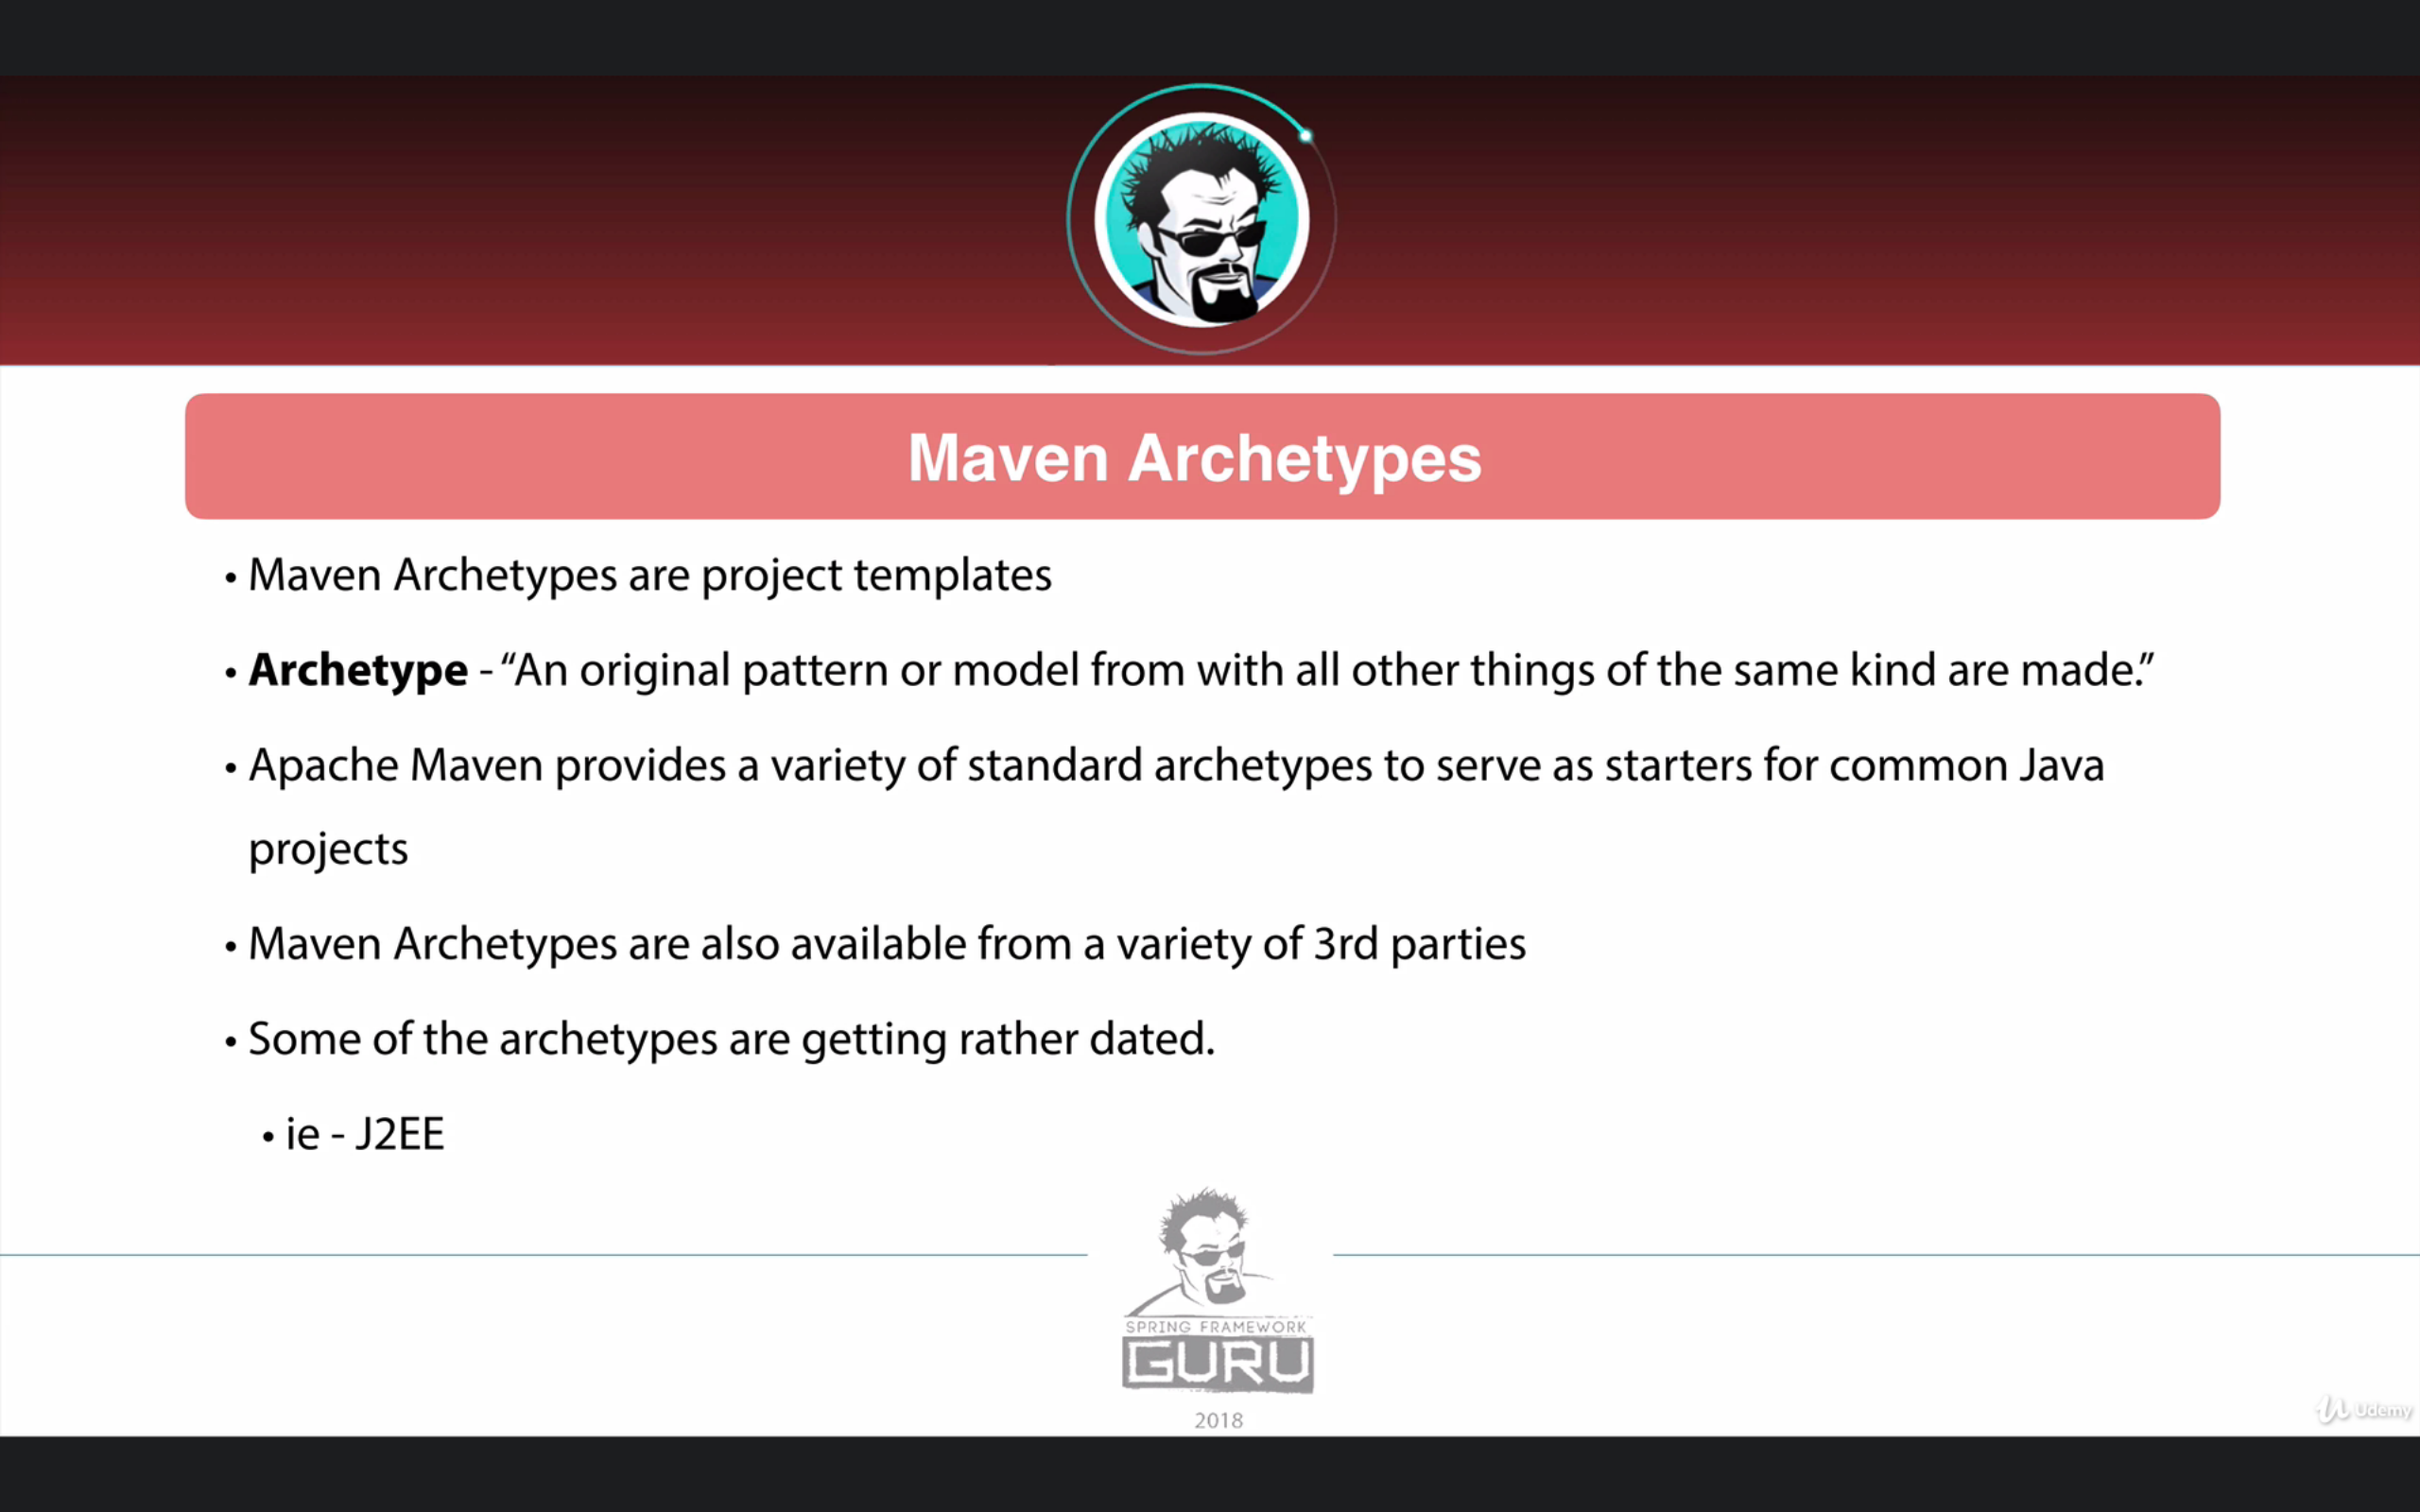 Maven Archetypes
• Maven Archetypes are project templates
• Archetype - “An original pattern or model from with all other things of the same kind are made.”
• Apache Maven provides a variety of standard archetypes to serve as starters for common Java
projects
• Maven Archetypes are also available from a variety of 3rd parties
• Some of the archetypes are getting rather dated.
• ie - J2EE
SPRING FRAMEWORK
GURU
2018
Udemy